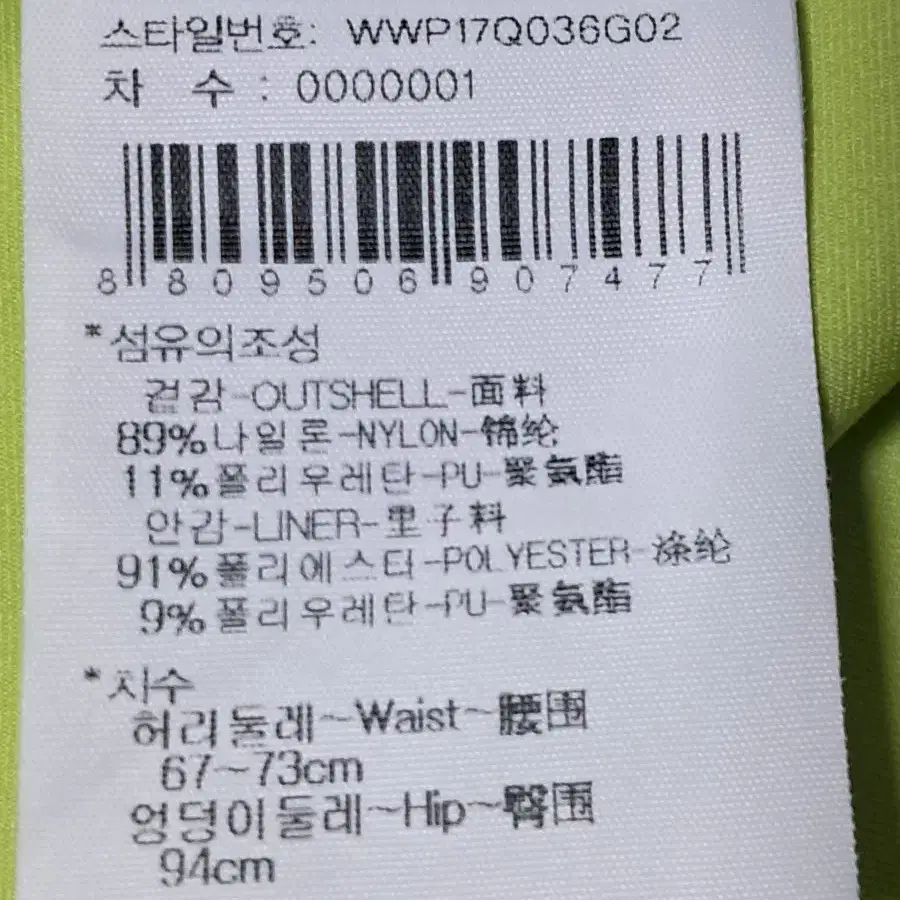 스타일번호: WWP17Q036G02
차 수 : 0000001
8 809506 907477
*섬유의조성
겉감-OUTSHELL-面料
89%나일론-NYLON-锦纶
11%폴리우레탄-PU-聚氨酯
안감-LINER-里子料
91%폴리에스터-POLYESTER-涤纶
9%폴리우레탄-PU-聚氨酯
*치수
허리둘레~Waist~腰围
67~73cm
엉덩이둘레~Hip~臀围
94cm